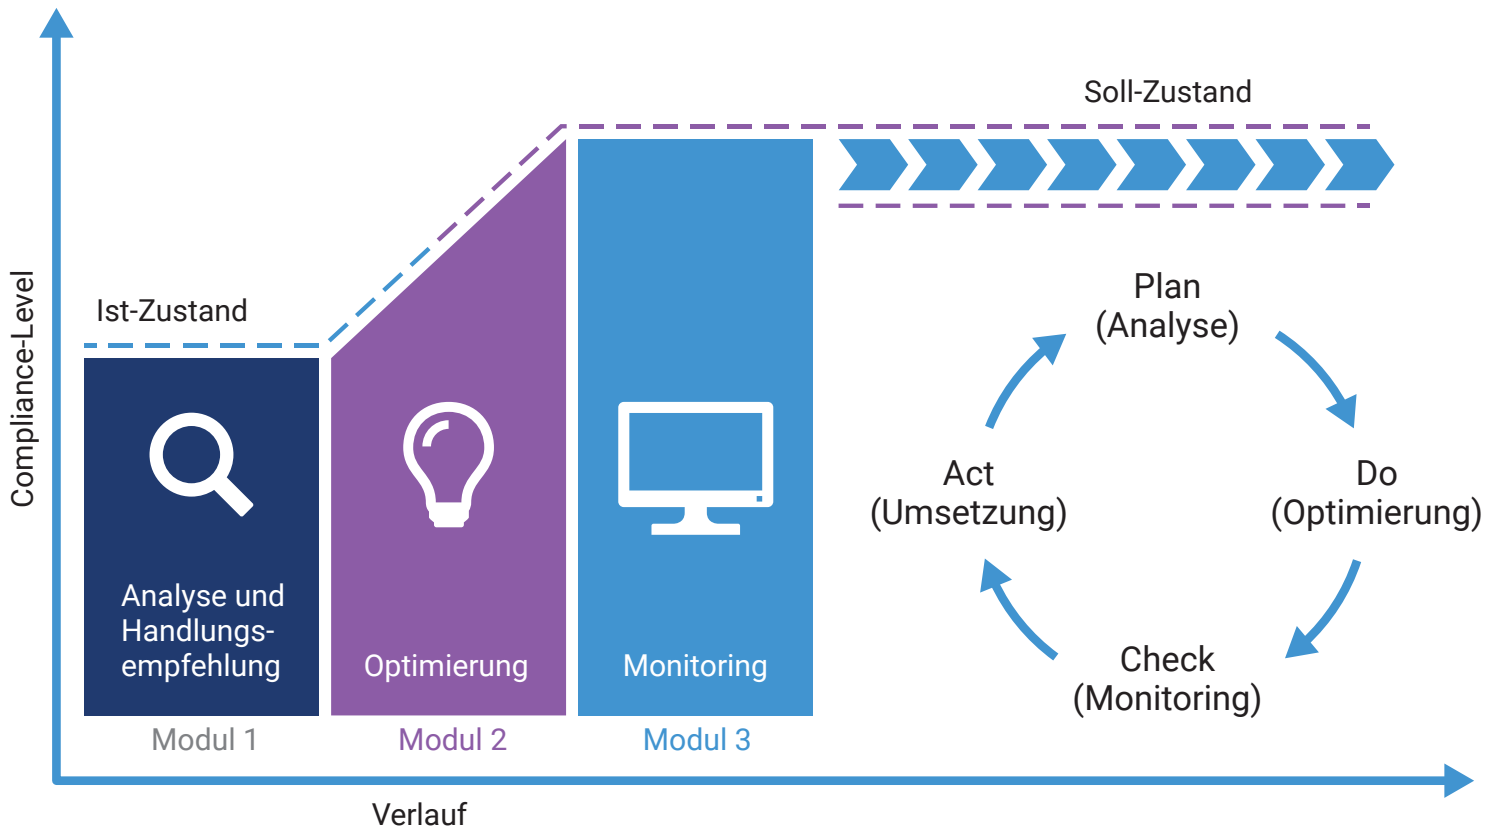 Soll-Zustand
Ist-Zustand
Compliance-Level
Analyse und
Handlungs-
empfehlung
Optimierung
Monitoring
Modul 1
Modul 2
Modul 3
Verlauf
Plan
(Analyse)
Do
(Optimierung)
Check
(Monitoring)
Act
(Umsetzung)